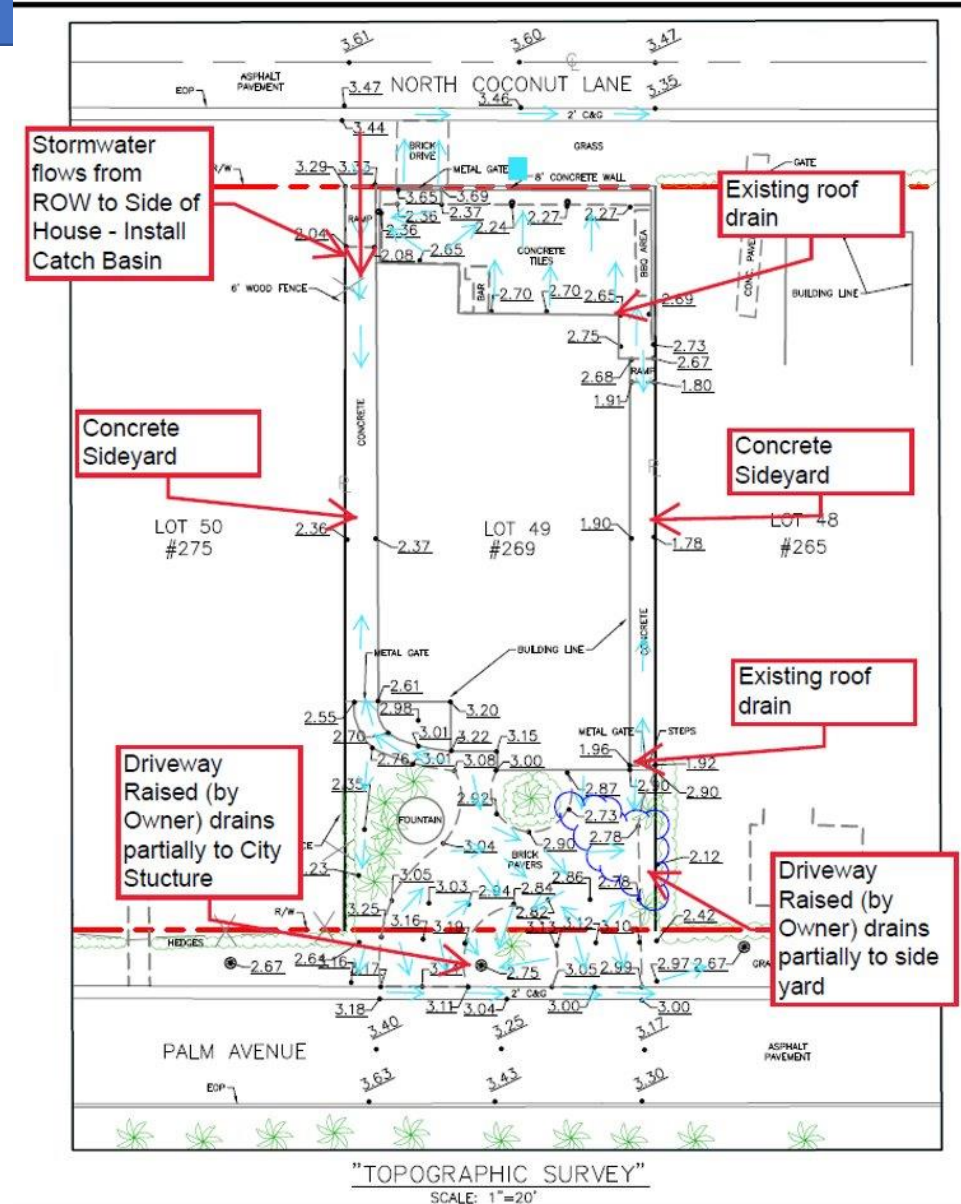 3.61
3.60
3.47
ASPHALT
PAVEMENT
EOP
3.47
NORTH COCONUT LANE
3.46
3.35
3.44
2' C&G
BRICK
DRIVE
GRASS
GATE
Stormwater
flows from
ROW to Side of
House - Install
Catch Basin
R/W
3.29
3.33
METAL GATE
8' CONCRETE WALL
Existing roof
drain
3.65
3.69
RAMP
2.36
2.37
2.27
2.27
2.36
2.24
2.04
2.08
2.65
CONCRETE
TILES
BBQ AREA
CONC. PAVE
6' WOOD FENCE
BAR
2.70
2.70
2.65
2.69
BUILDING LINE
2.75
2.73
2.68
2.67
RAMP
1.80
1.91
CONCRETE
Concrete
Sideyard
Concrete
Sideyard
LOT 50
#275
LOT 49
#269
LOT 48
#265
2.36
2.37
1.90
1.78
CONCRETE
METAL GATE
BUILDING LINE
2.61
Existing roof
drain
2.55
2.98
3.20
2.70
3.01
3.22
3.15
METAL GATE
STEPS
1.96
1.92
2.76
3.01
3.08
3.00
2.87
2.90
2.90
Driveway
Raised (by
Owner) drains
partially to City
Stucture
2.35
2.92
2.73
FOUNTAIN
2.78
2.90
3.04
BRICK
PAVERS
2.12
2.86
2.78
Driveway
Raised (by
Owner) drains
partially to side
yard
3.05
3.03
2.94
2.84
2.82
R/W
3.25
3.16
3.19
3.13
3.12
3.10
2.42
HEDGES
2.67
2.64
3.16
3.17
2.75
3.05
2.99
2.97
2.67
2' C&G
3.18
3.11
3.04
3.00
3.00
3.40
3.25
3.17
PALM AVENUE
ASPHALT
PAVEMENT
EOP
3.63
3.43
3.30
"TOPOGRAPHIC SURVEY"
SCALE: 1"=20'